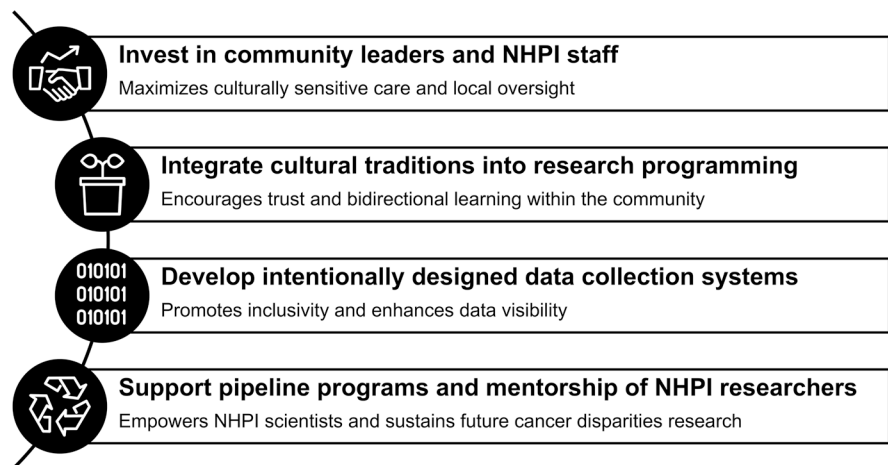 Invest in community leaders and NHPI staff
Maximizes culturally sensitive care and local oversight
Integrate cultural traditions into research programming
Encourages trust and bidirectional learning within the community
010101
010101
010101
Develop intentionally designed data collection systems
Promotes inclusivity and enhances data visibility
Support pipeline programs and mentorship of NHPI researchers
Empowers NHPI scientists and sustains future cancer disparities research